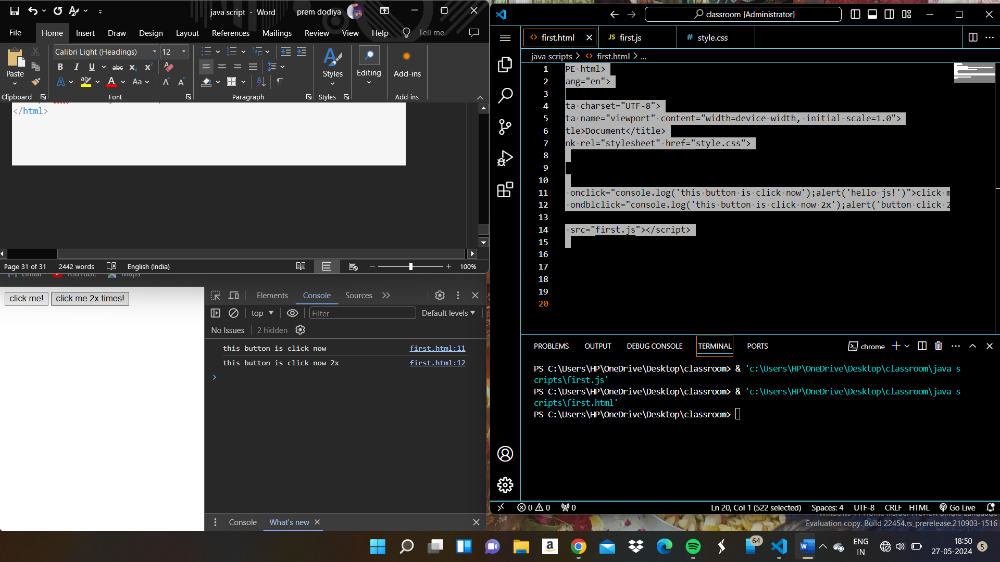 java script - Word
prem dodiya
File
Home
Insert
Draw
Design
Layout
References
Mailings
Review
View
Help
Tell me
Paste
Clipboard
Calibri Light (Headings)
12
B I U abc x₂ x²
A A Aa A A
Font
Paragraph
Styles
Styles
Editing
Add-ins
Add-ins
</html>
Page 31 of 31
2442 words
English (India)
100%
Gmail
YouTube
Maps
click me!
click me 2x times!
Elements
Console
Sources
top
Filter
Default levels
No Issues
2 hidden
this button is click now first.html:11
this button is click now 2x first.html:12
Console
What's new
classroom [Administrator]
first.html
JS first.js
# style.css
java scripts > first.html > ...
1 PE html>
2 ang="en">
3
4 ta charset="UTF-8">
5 ta name="viewport" content="width=device-width, initial-scale=1.0">
6 tle>Document</title>
7 nk rel="stylesheet" href="style.css">
8
9
10
11 onclick="console.log('this button is click now');alert('hello js!')">click
12 ondblclick="console.log('this button is click now 2x');alert('button click 2
13
14 src="first.js"></script>
15
16
17
18
19
20
PROBLEMS
OUTPUT
DEBUG CONSOLE
TERMINAL
PORTS
chrome
PS C:\Users\HP\OneDrive\Desktop\classroom> & 'c:\Users\HP\OneDrive\Desktop\classroom\java s
cripts\first.js'
PS C:\Users\HP\OneDrive\Desktop\classroom> & 'c:\Users\HP\OneDrive\Desktop\classroom\java s
cripts\first.html'
PS C:\Users\HP\OneDrive\Desktop\classroom>
0 0 0
Ln 20, Col 1 (522 selected)
Spaces: 4
UTF-8
CRLF
HTML
Go Live
Windows 11 Home Insider Preview Single Language
Evaluation copy. Build 22454.rs_prerelease.210903-1516
64
ENG
IN
18:50
27-05-2024
5